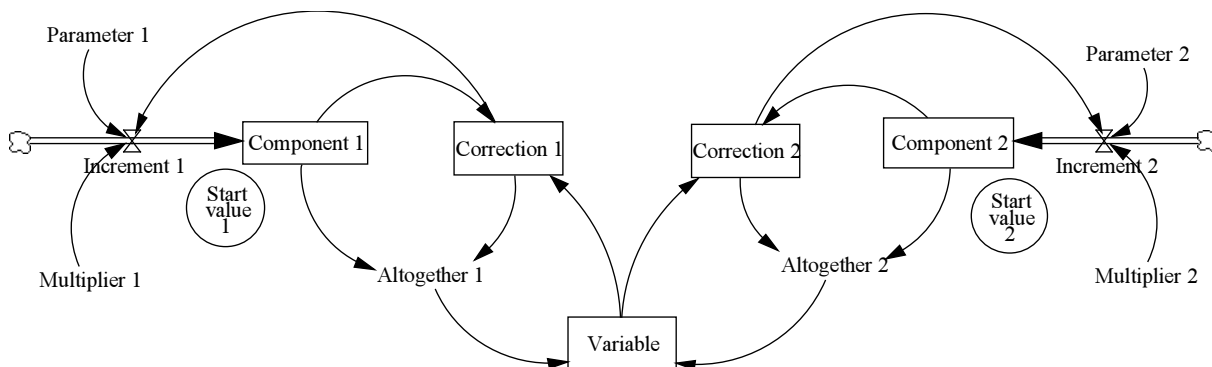 Parameter 1
Parameter 2
Component 1
Correction 1
Correction 2
Component 2
Increment 1
Increment 2
Start
value
1
Start
value
2
Multiplier 1
Altogether 1
Altogether 2
Multiplier 2
Variable